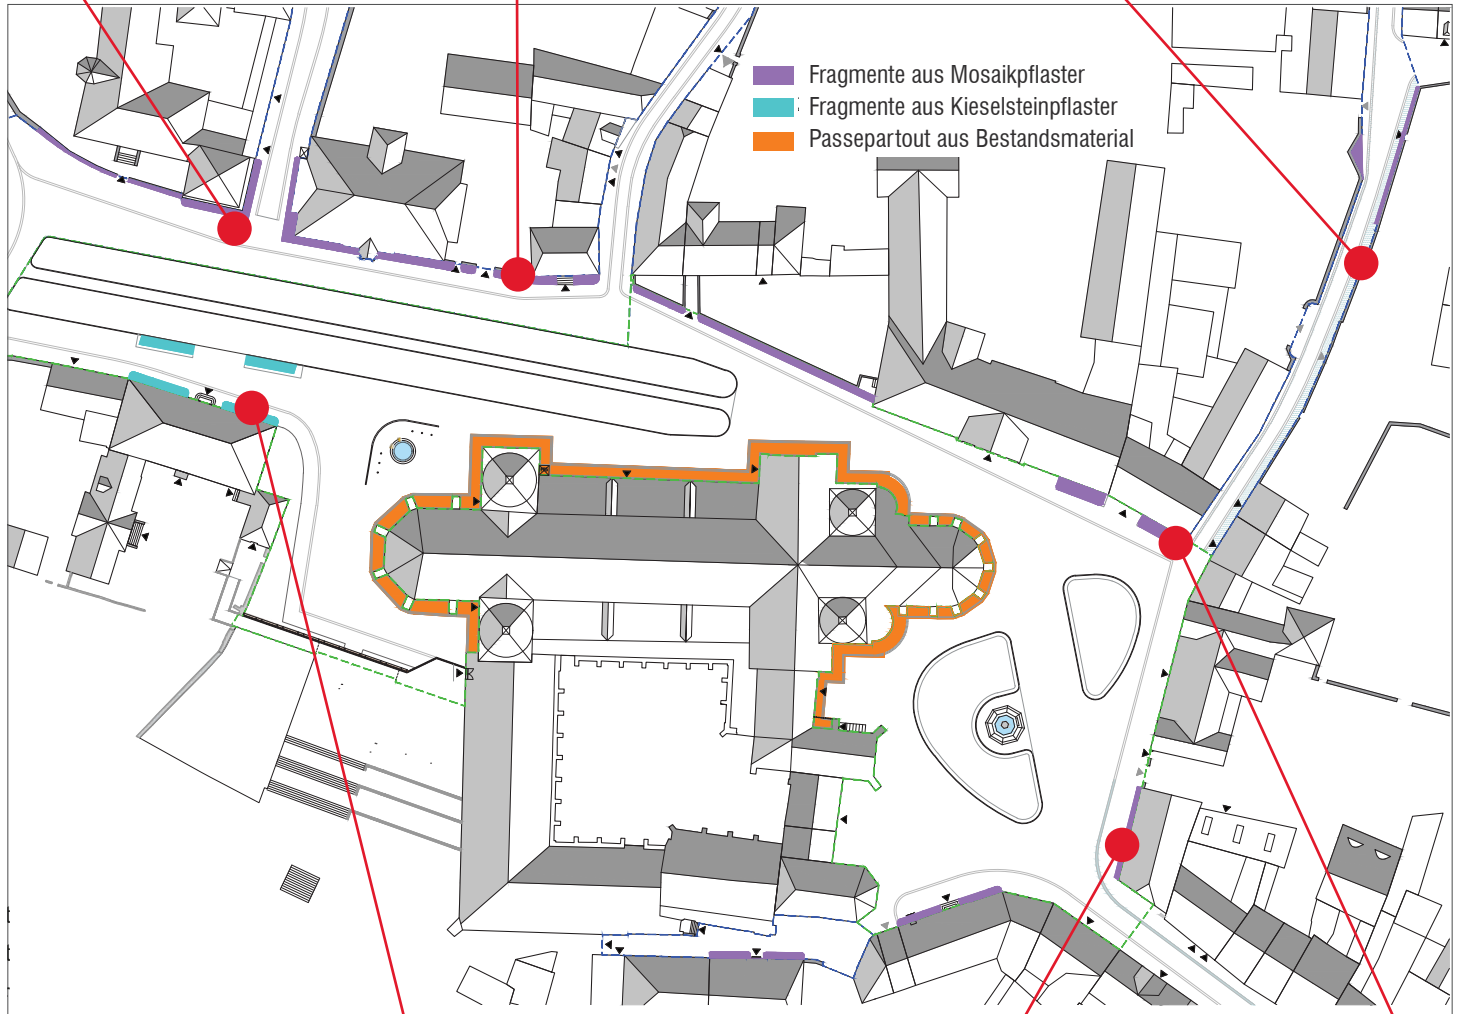 Fragmente aus Mosaikpflaster
Fragmente aus Kieselsteinpflaster
Passepartout aus Bestandsmaterial